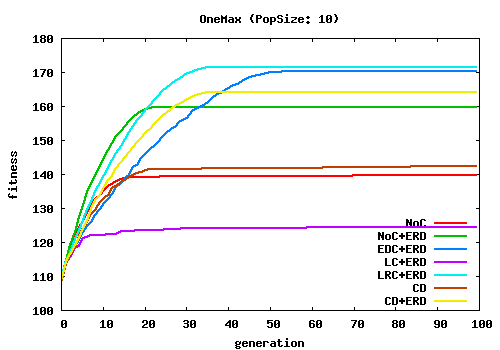 OneMax (PopSize: 10)
180
170
160
150
140
130
120
110
100
fitness
NoC
NoC+ERD
EDC+ERD
LC+ERD
LRC+ERD
CD
CD+ERD
0 10 20 30 40 50 60 70 80 90 100
generation